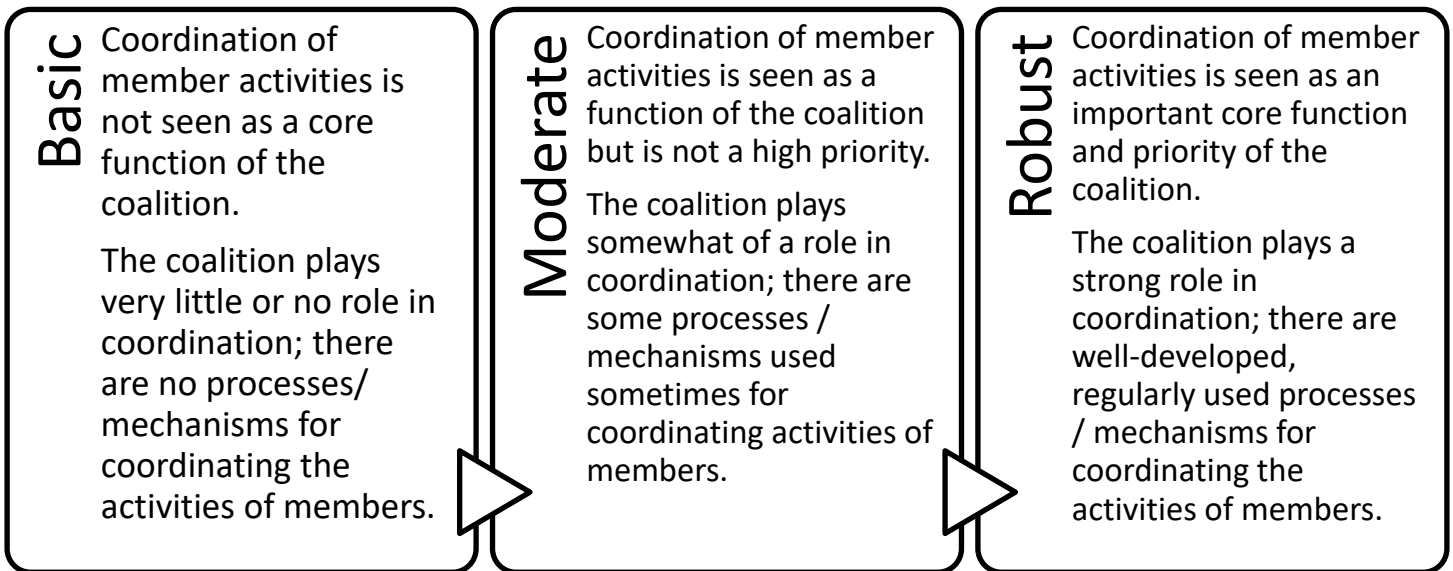 Basic
Coordination of
member activities is
not seen as a core
function of the
coalition.
The coalition plays
very little or no role in
coordination; there
are no processes/
mechanisms for
coordinating the
activities of members.
Moderate
Coordination of member
activities is seen as a
function of the coalition
but is not a high priority.
The coalition plays
somewhat of a role in
coordination; there are
some processes /
mechanisms used
sometimes for
coordinating activities of
members.
Robust
Coordination of member
activities is seen as an
important core function
and priority of the
coalition.
The coalition plays a
strong role in
coordination; there are
well-developed,
regularly used processes
/ mechanisms for
coordinating the
activities of members.